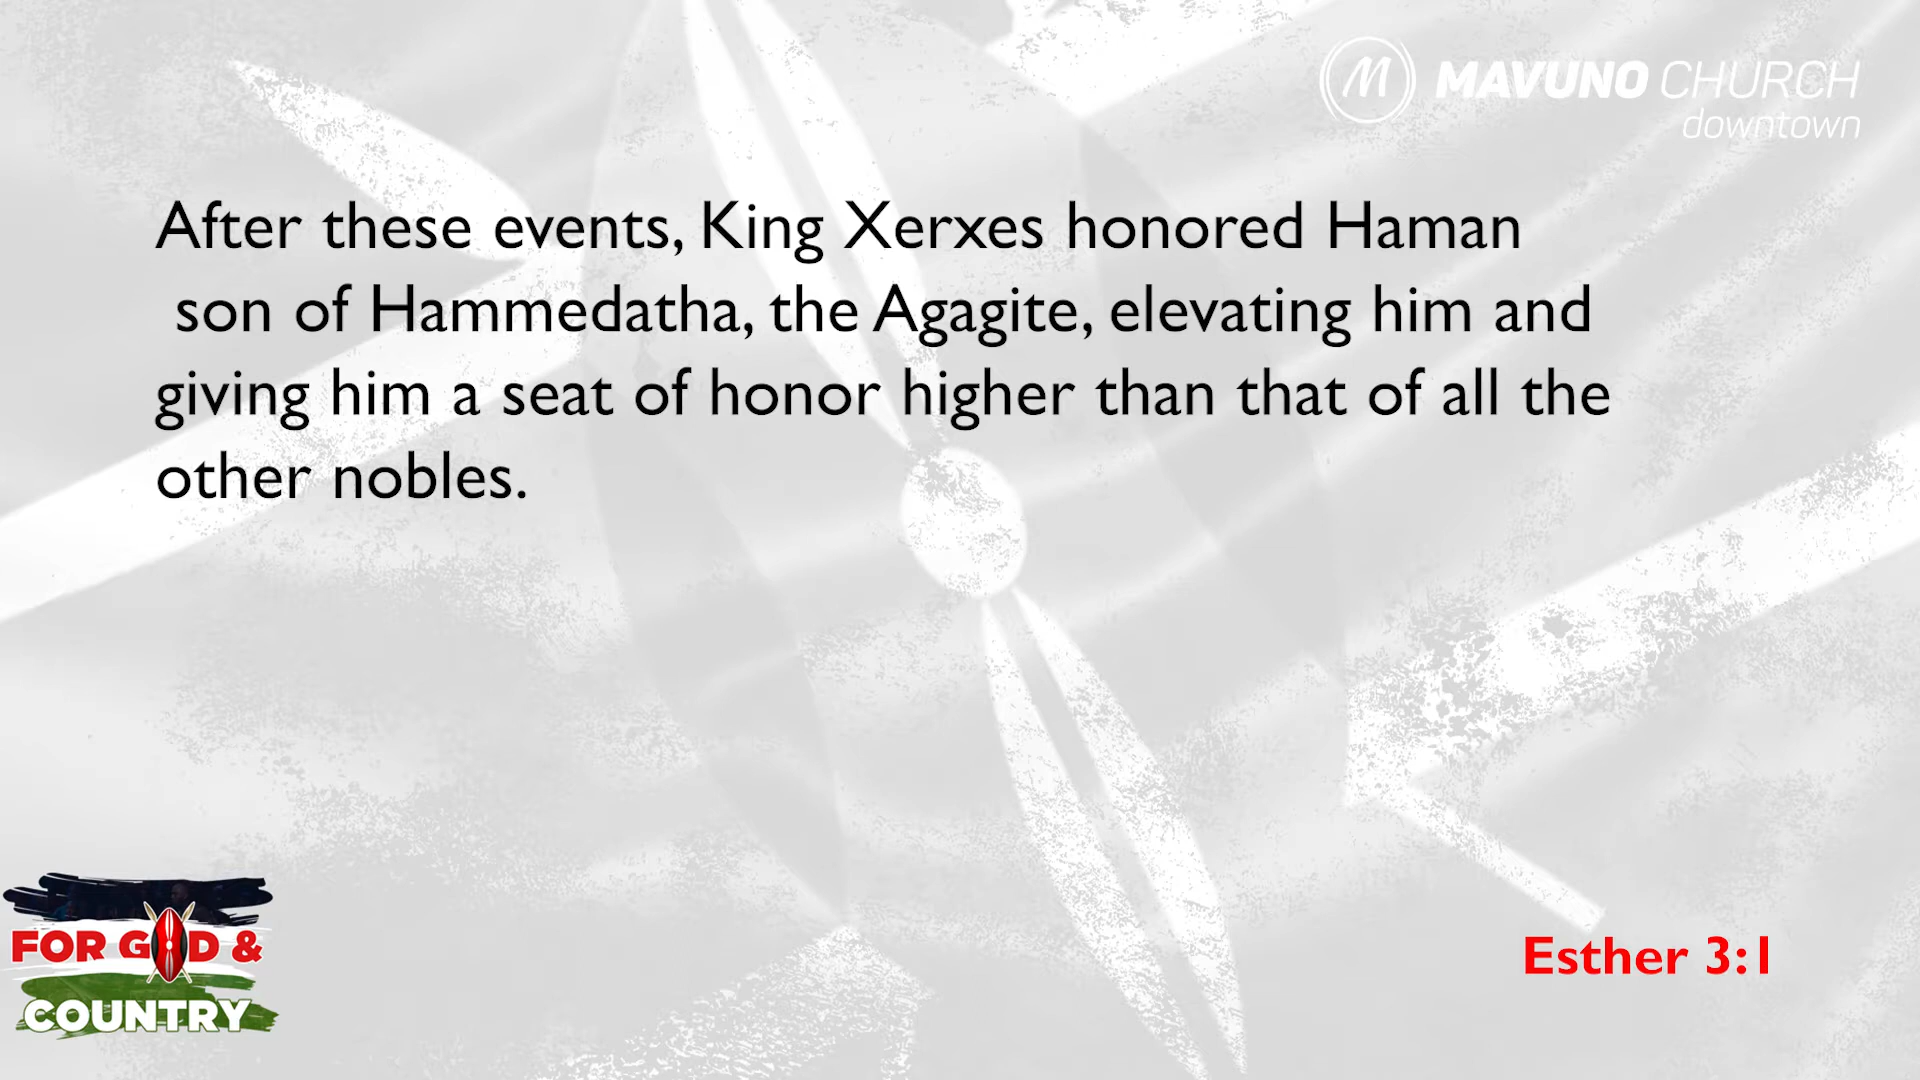 MAVUNO CHURCH
downtown
After these events, King Xerxes honored Haman
son of Hammedatha, the Agagite, elevating him and
giving him a seat of honor higher than that of all the
other nobles.
FOR GOD &
COUNTRY
Esther 3:1